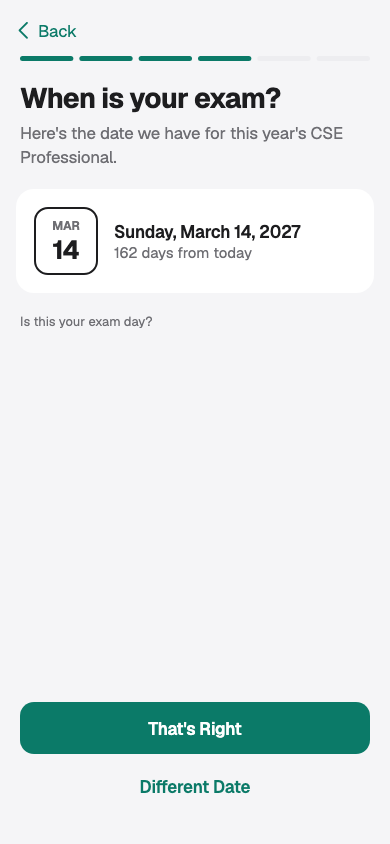 Back
When is your exam?
Here's the date we have for this year's CSE
Professional.
MAR
14
Sunday, March 14, 2027
162 days from today
Is this your exam day?
That's Right
Different Date